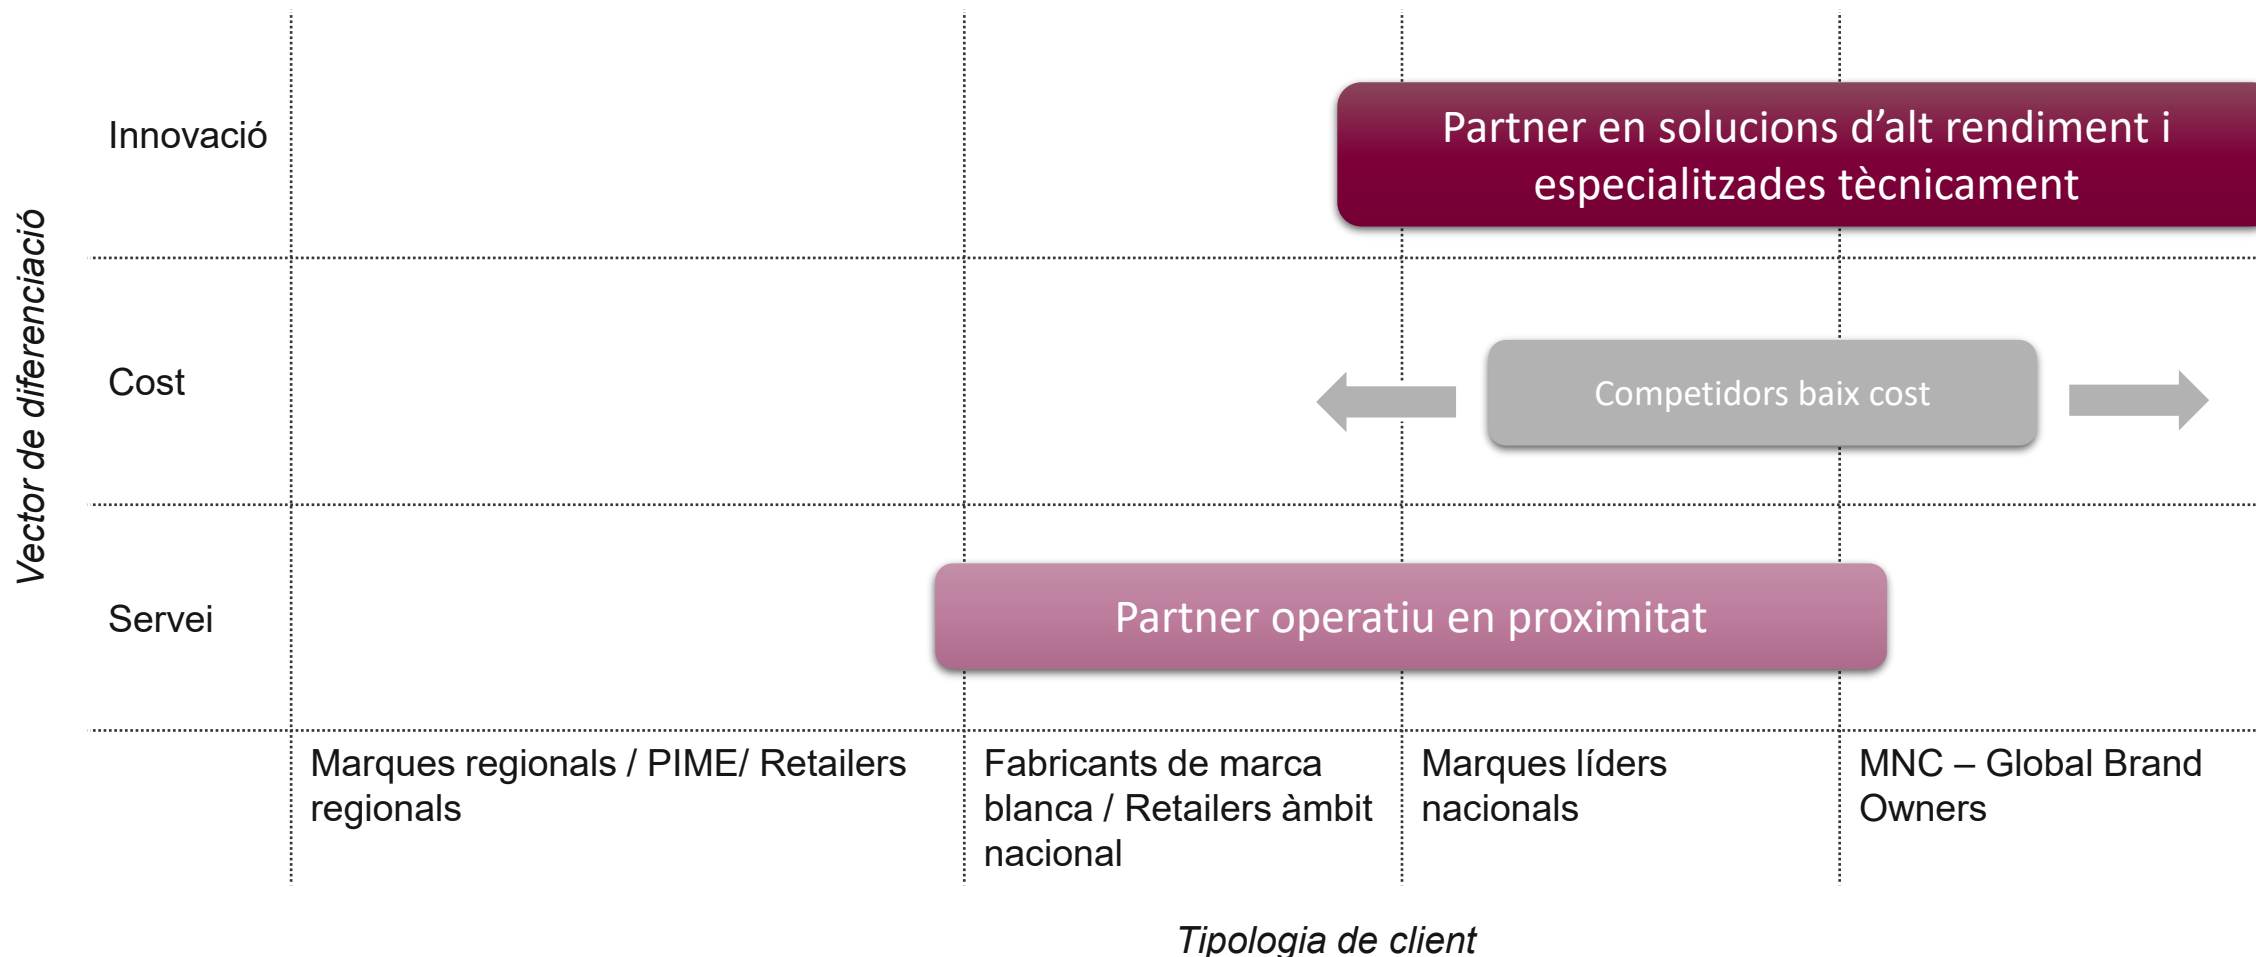 Vector de diferenciació
Innovació
Partner en solucions d’alt rendiment i
especialitzades tècnicament
Cost
Competidors baix cost
Servei
Partner operatiu en proximitat
Marques regionals / PIME/ Retailers
regionals
Fabricants de marca
blanca / Retailers àmbit
nacional
Marques líders
nacionals
MNC – Global Brand
Owners
Tipologia de client